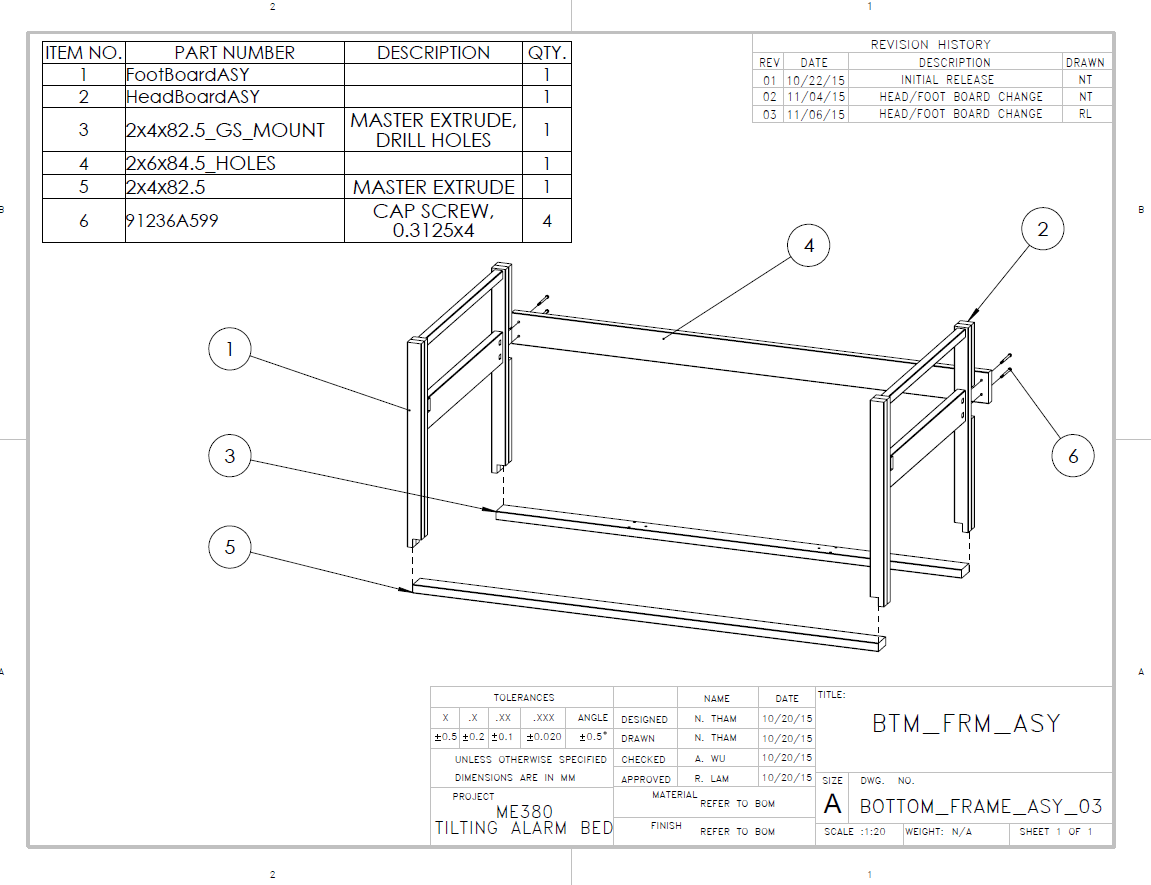 2 1
ITEM NO. PART NUMBER DESCRIPTION QTY.
1 FootBoardASY 1
2 HeadBoardASY 1
3 2x4x82.5_GS_MOUNT MASTER EXTRUDE, DRILL HOLES 1
4 2x6x84.5_HOLES 1
5 2x4x82.5 MASTER EXTRUDE 1
6 91236A599 CAP SCREW, 0.3125x4 4
REVISION HISTORY
REV DATE DESCRIPTION DRAWN
01 10/22/15 INITIAL RELEASE NT
02 11/04/15 HEAD/FOOT BOARD CHANGE NT
03 11/06/15 HEAD/FOOT BOARD CHANGE RL
B B
2
4
1
3
6
5
A A
TOLERANCES
X .X .XX .XXX ANGLE
±0.5 ±0.2 ±0.1 ±0.020 ±0.5°
UNLESS OTHERWISE SPECIFIED
DIMENSIONS ARE IN MM
PROJECT
ME380
TILTING ALARM BED
NAME DATE
DESIGNED N. THAM 10/20/15
DRAWN N. THAM 10/20/15
CHECKED A. WU 10/20/15
APPROVED R. LAM 10/20/15
MATERIAL REFER TO BOM
FINISH REFER TO BOM
TITLE:
BTM_FRM_ASY
SIZE DWG. NO.
A BOTTOM_FRAME_ASY_03
SCALE :1:20 WEIGHT: N/A SHEET 1 OF 1
2 1